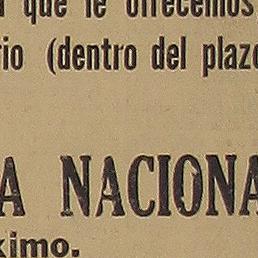 que le ofrecemos
rio (dentro del plazo
A NACIONA
ximo.